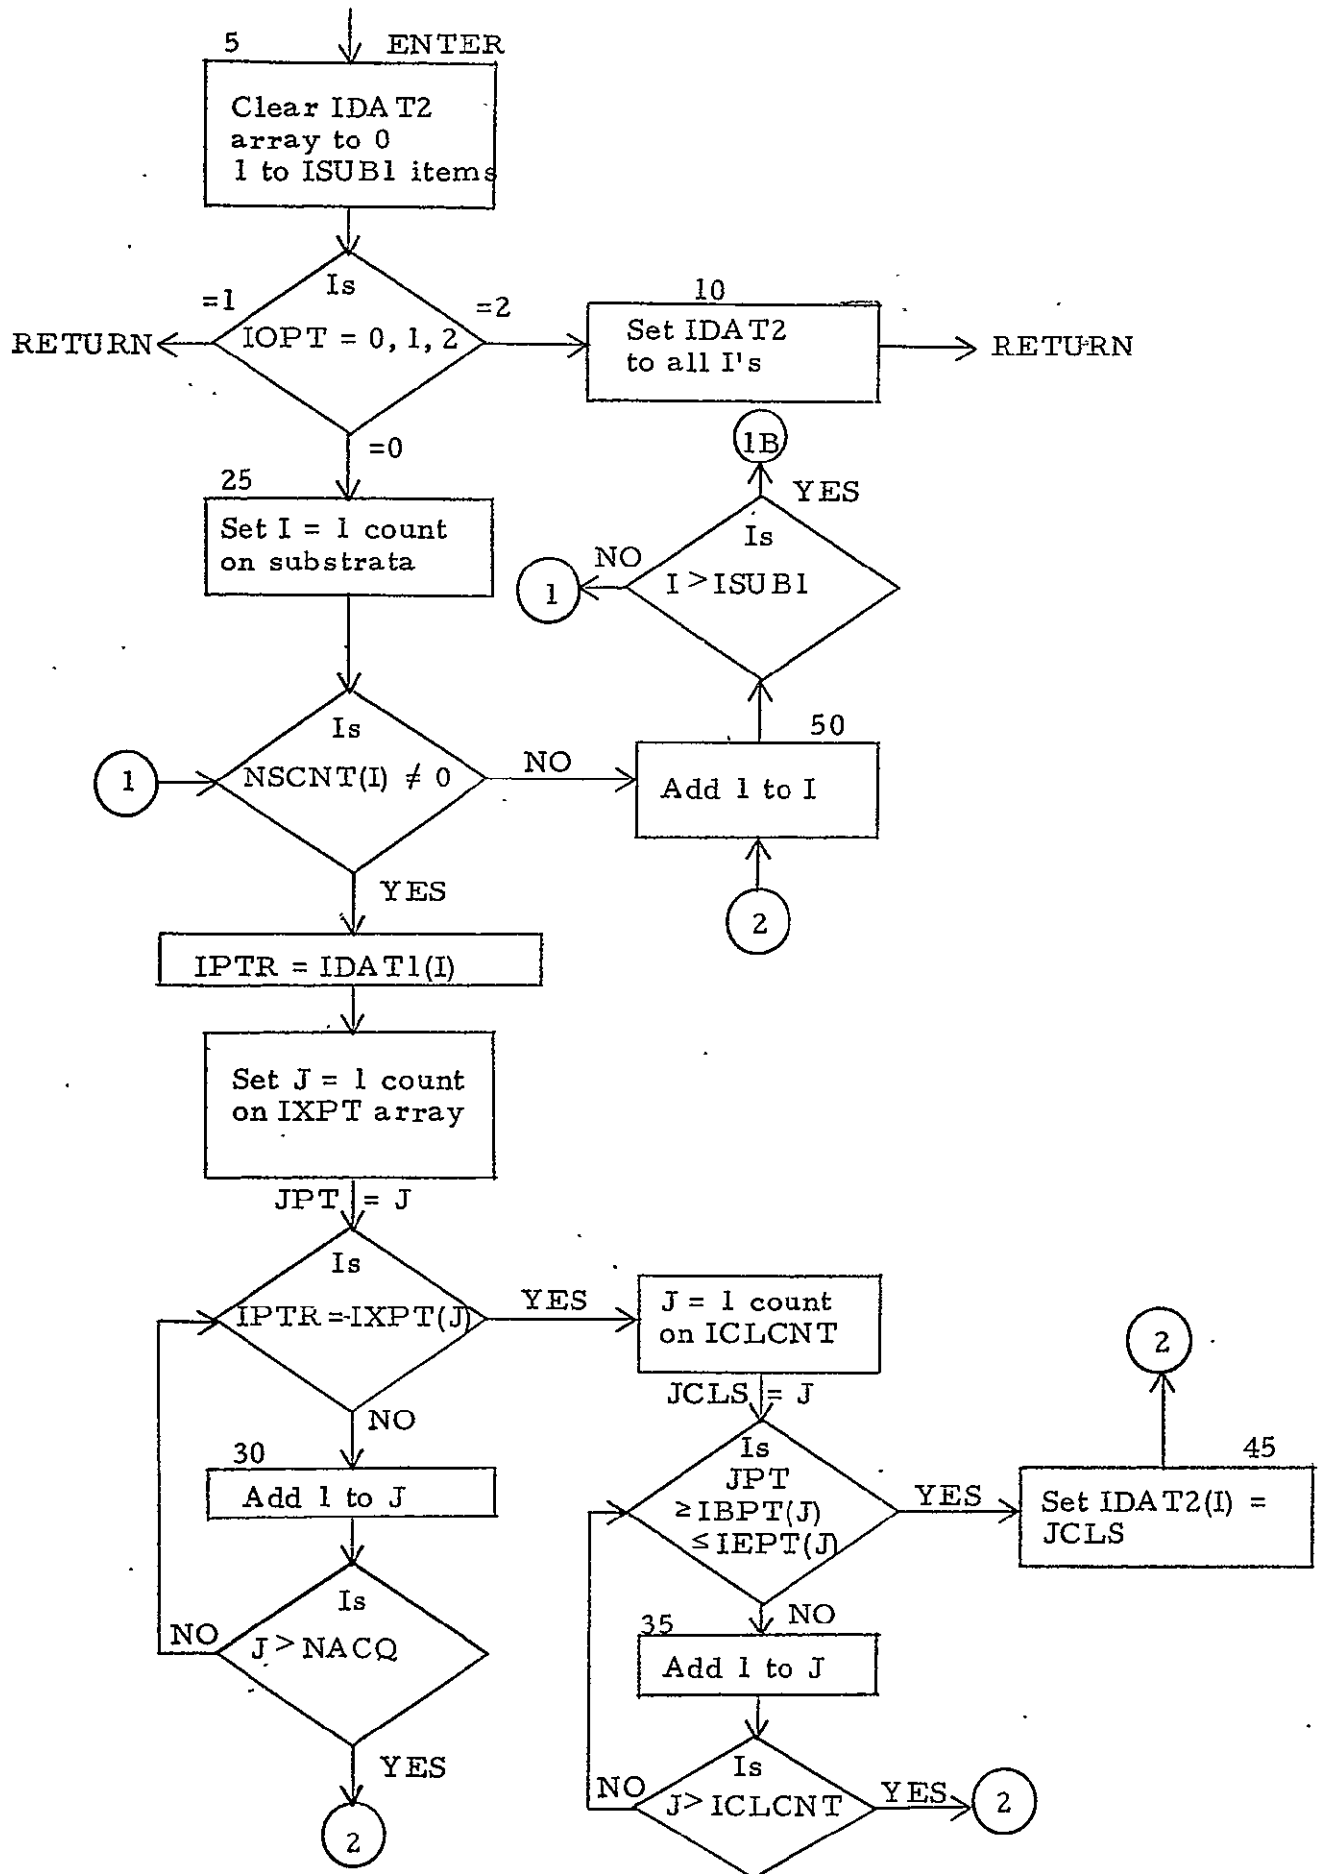 5
ENTER
Clear IDAT2
array to 0
1 to ISUB1 items
=1
Is
IOPT = 0, 1, 2
=2
RETURN
10
Set IDAT2
to all I's
RETURN
=0
25
Set I = 1 count
on substrata
1B
YES
Is
I > ISUB1
NO
1
1
Is
NSCNT(I) ≠ 0
NO
50
Add 1 to I
2
YES
IPTR = IDAT1(I)
Set J = 1 count
on IXPT array
JPT = J
Is
IPTR = IXPT(J)
YES
J = 1 count
on ICLCNT
JCLS = J
2
NO
30
Add 1 to J
Is
JPT
≥ IBPT(J)
≤ IEPT(J)
YES
45
Set IDAT2(I) =
JCLS
Is
J > NACQ
NO
YES
2
NO
35
Add 1 to J
Is
J > ICLCNT
NO
YES
2